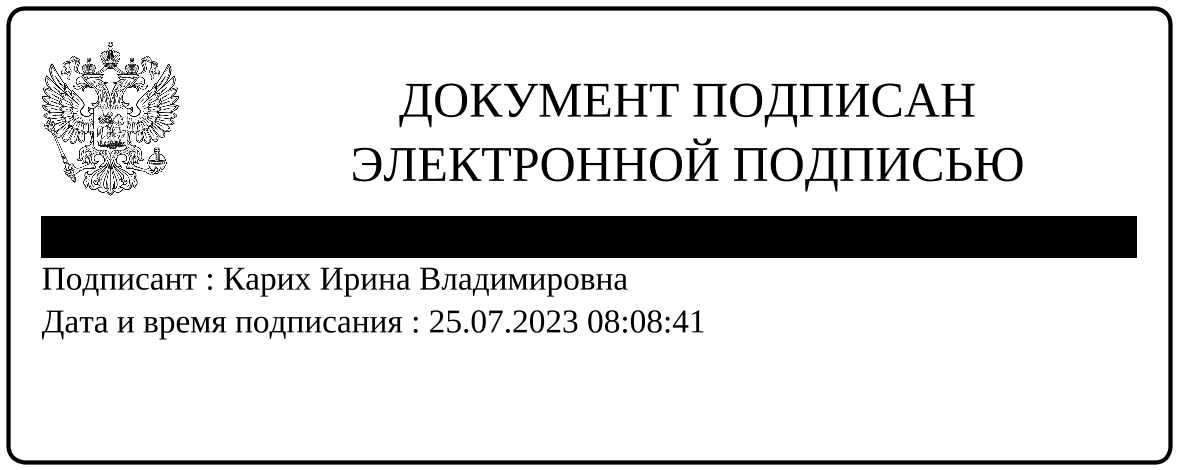 ДОКУМЕНТ ПОДПИСАН
ЭЛЕКТРОННОЙ ПОДПИСЬЮ
Подписант : Карих Ирина Владимировна
Дата и время подписания : 25.07.2023 08:08:41